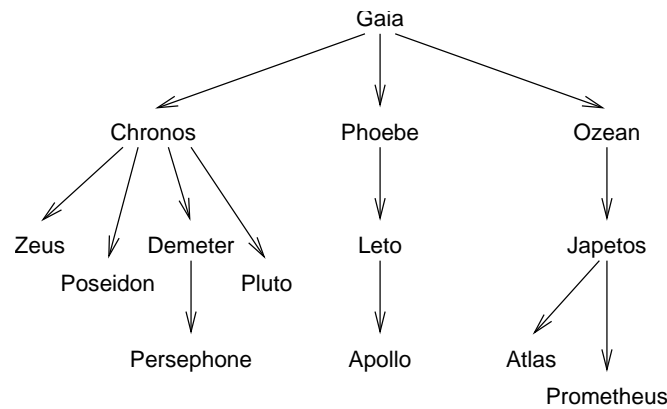 Gaia
Chronos Phoebe Ozean
Zeus Demeter Leto Japetos
Poseidon Pluto
Persephone Apollo Atlas
Prometheus